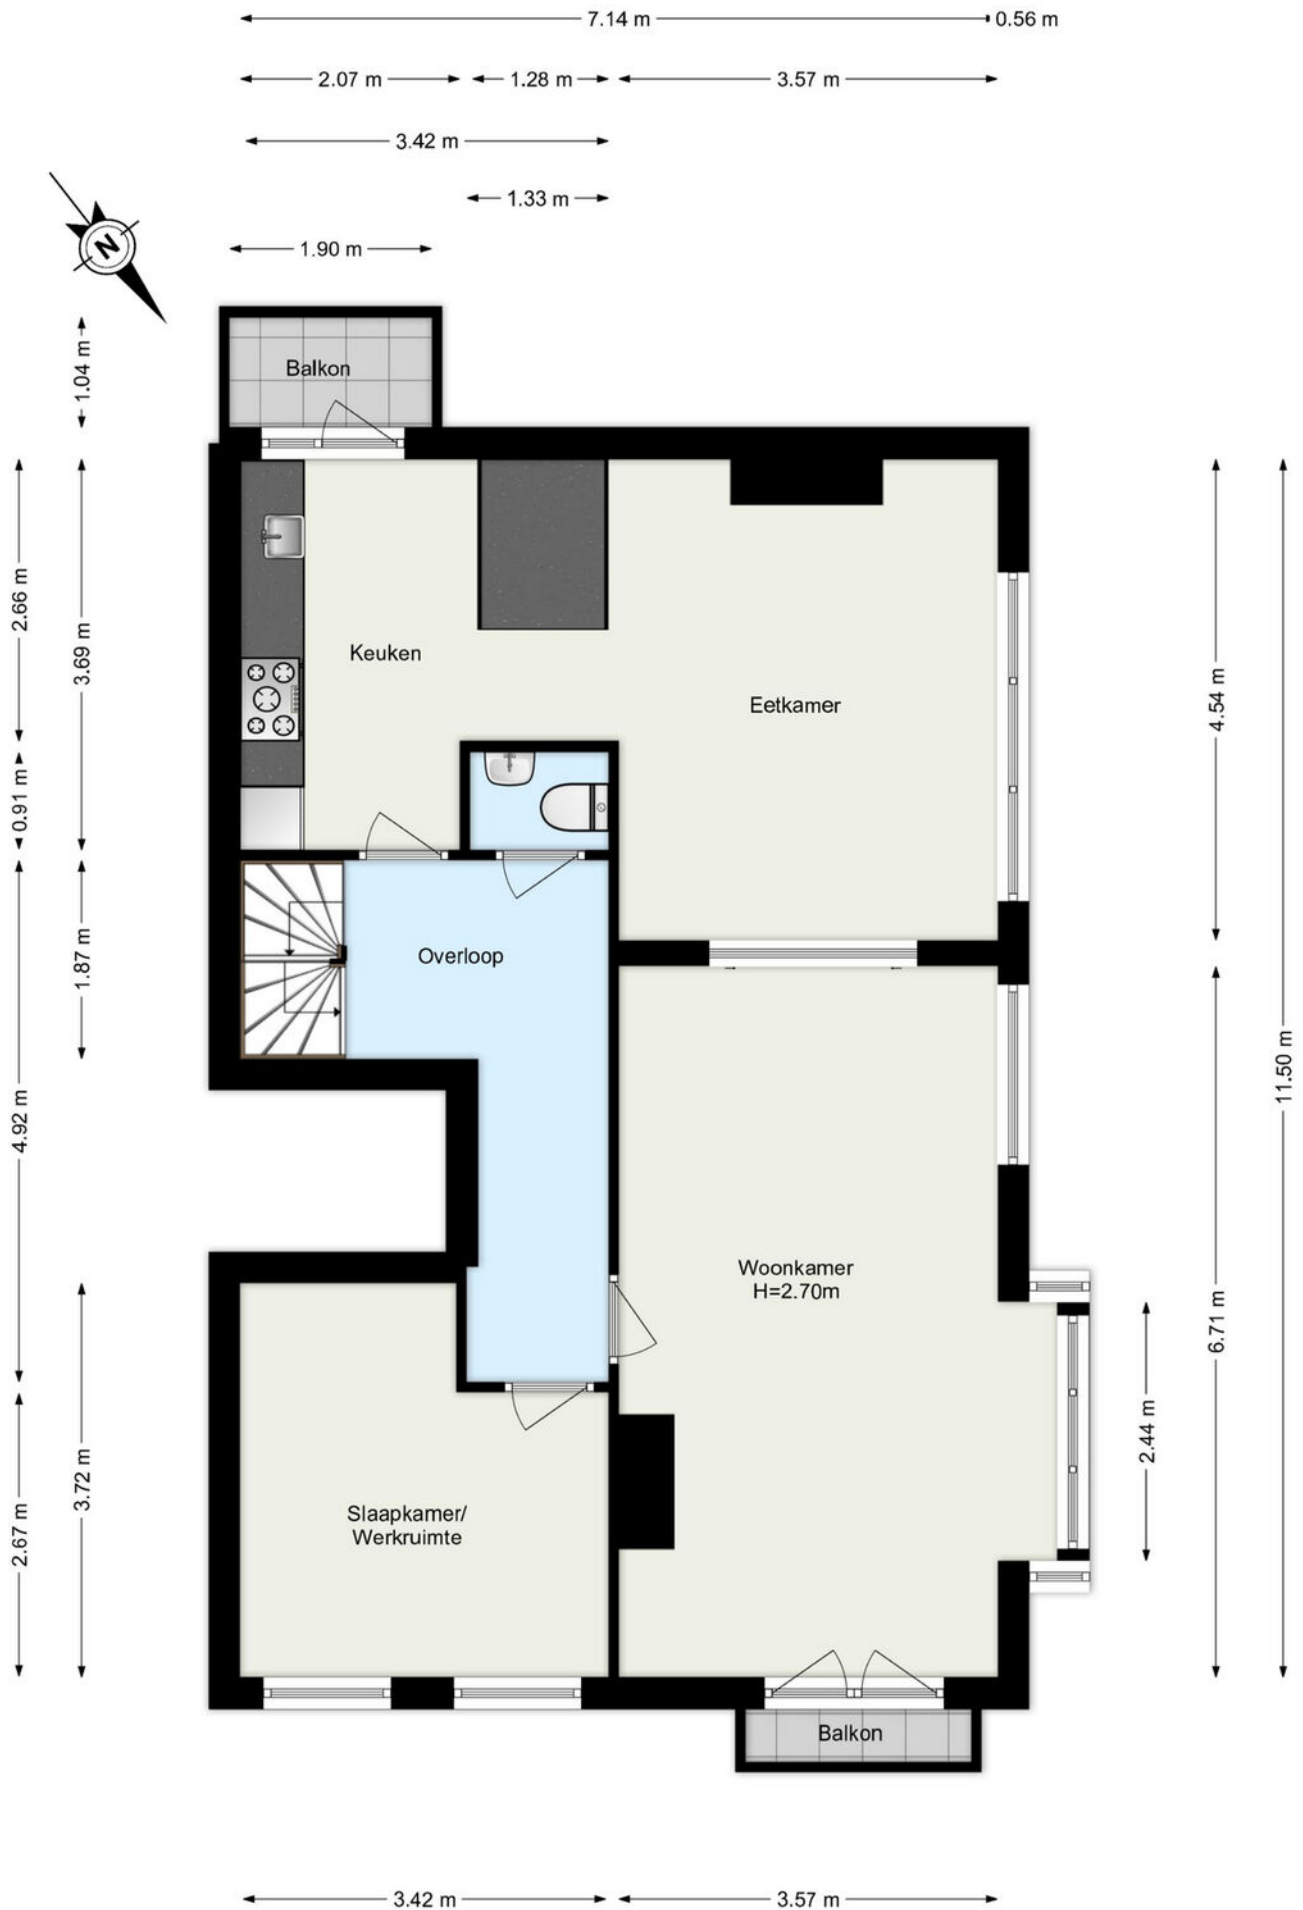 7.14 m
0.56 m
2.07 m
1.28 m
3.57 m
3.42 m
1.33 m
1.90 m
N
1.04 m
Balkon
2.66 m
3.69 m
Keuken
4.54 m
Eetkamer
0.91 m
1.87 m
Overloop
4.92 m
11.50 m
Woonkamer
H=2.70m
6.71 m
2.44 m
3.72 m
2.67 m
Slaapkamer/
Werkruimte
Balkon
3.42 m
3.57 m